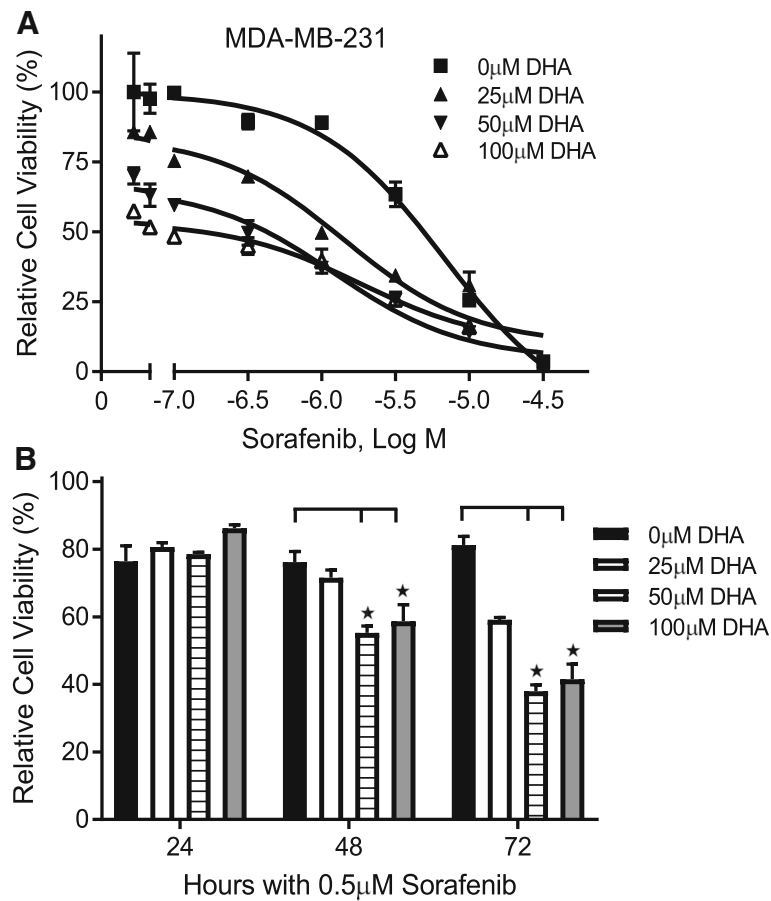 A
MDA-MB-231
0μM DHA
25μM DHA
50μM DHA
100μM DHA
Relative Cell Viability (%)
100
75
50
25
0
0 -7.0 -6.5 -6.0 -5.5 -5.0 -4.5
Sorafenib, Log M
B
0μM DHA
25μM DHA
50μM DHA
100μM DHA
Relative Cell Viability (%)
100
80
60
40
20
0
24 48 72
Hours with 0.5μM Sorafenib